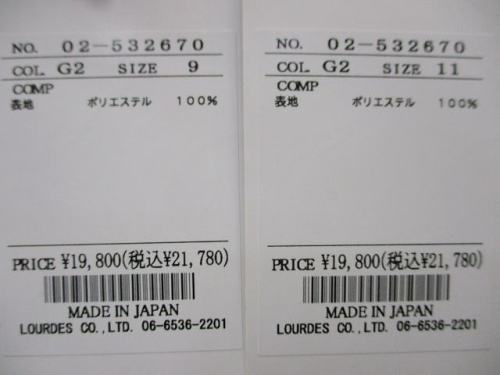 NO. 02-532670
COL. G2 SIZE 9
COMP
表地 ポリエステル 100%
PRICE ¥19,800(税込¥21,780)
MADE IN JAPAN
LOURDES CO.,LTD. 06-6536-2201
NO. 02-532670
COL. G2 SIZE 11
COMP
表地 ポリエステル 100%
PRICE ¥19,800(税込¥21,780)
MADE IN JAPAN
LOURDES CO.,LTD. 06-6536-2201